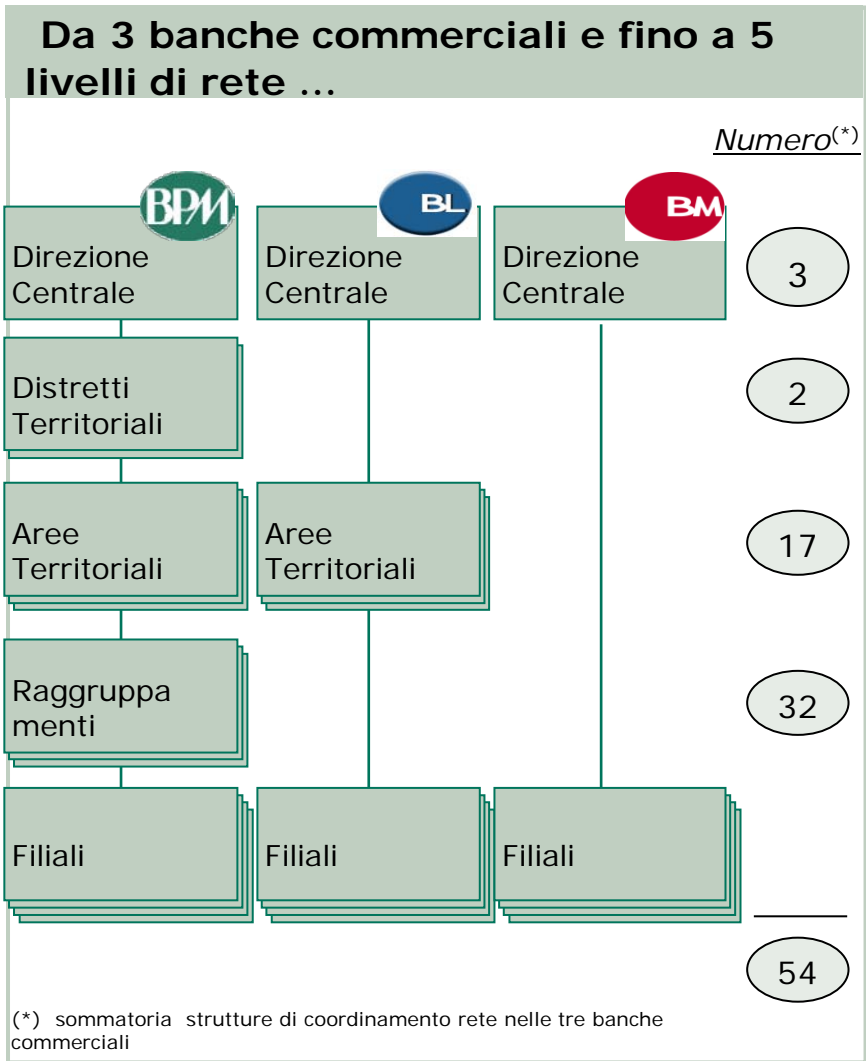 Da 3 banche commerciali e fino a 5
livelli di rete ...
Numero(*)
BPM BL BM
Direzione
Centrale
Direzione
Centrale
Direzione
Centrale
3
Distretti
Territoriali
2
Aree
Territoriali
Aree
Territoriali
17
Raggruppa
menti
32
Filiali Filiali Filiali
54
(*) sommatoria strutture di coordinamento rete nelle tre banche
commerciali